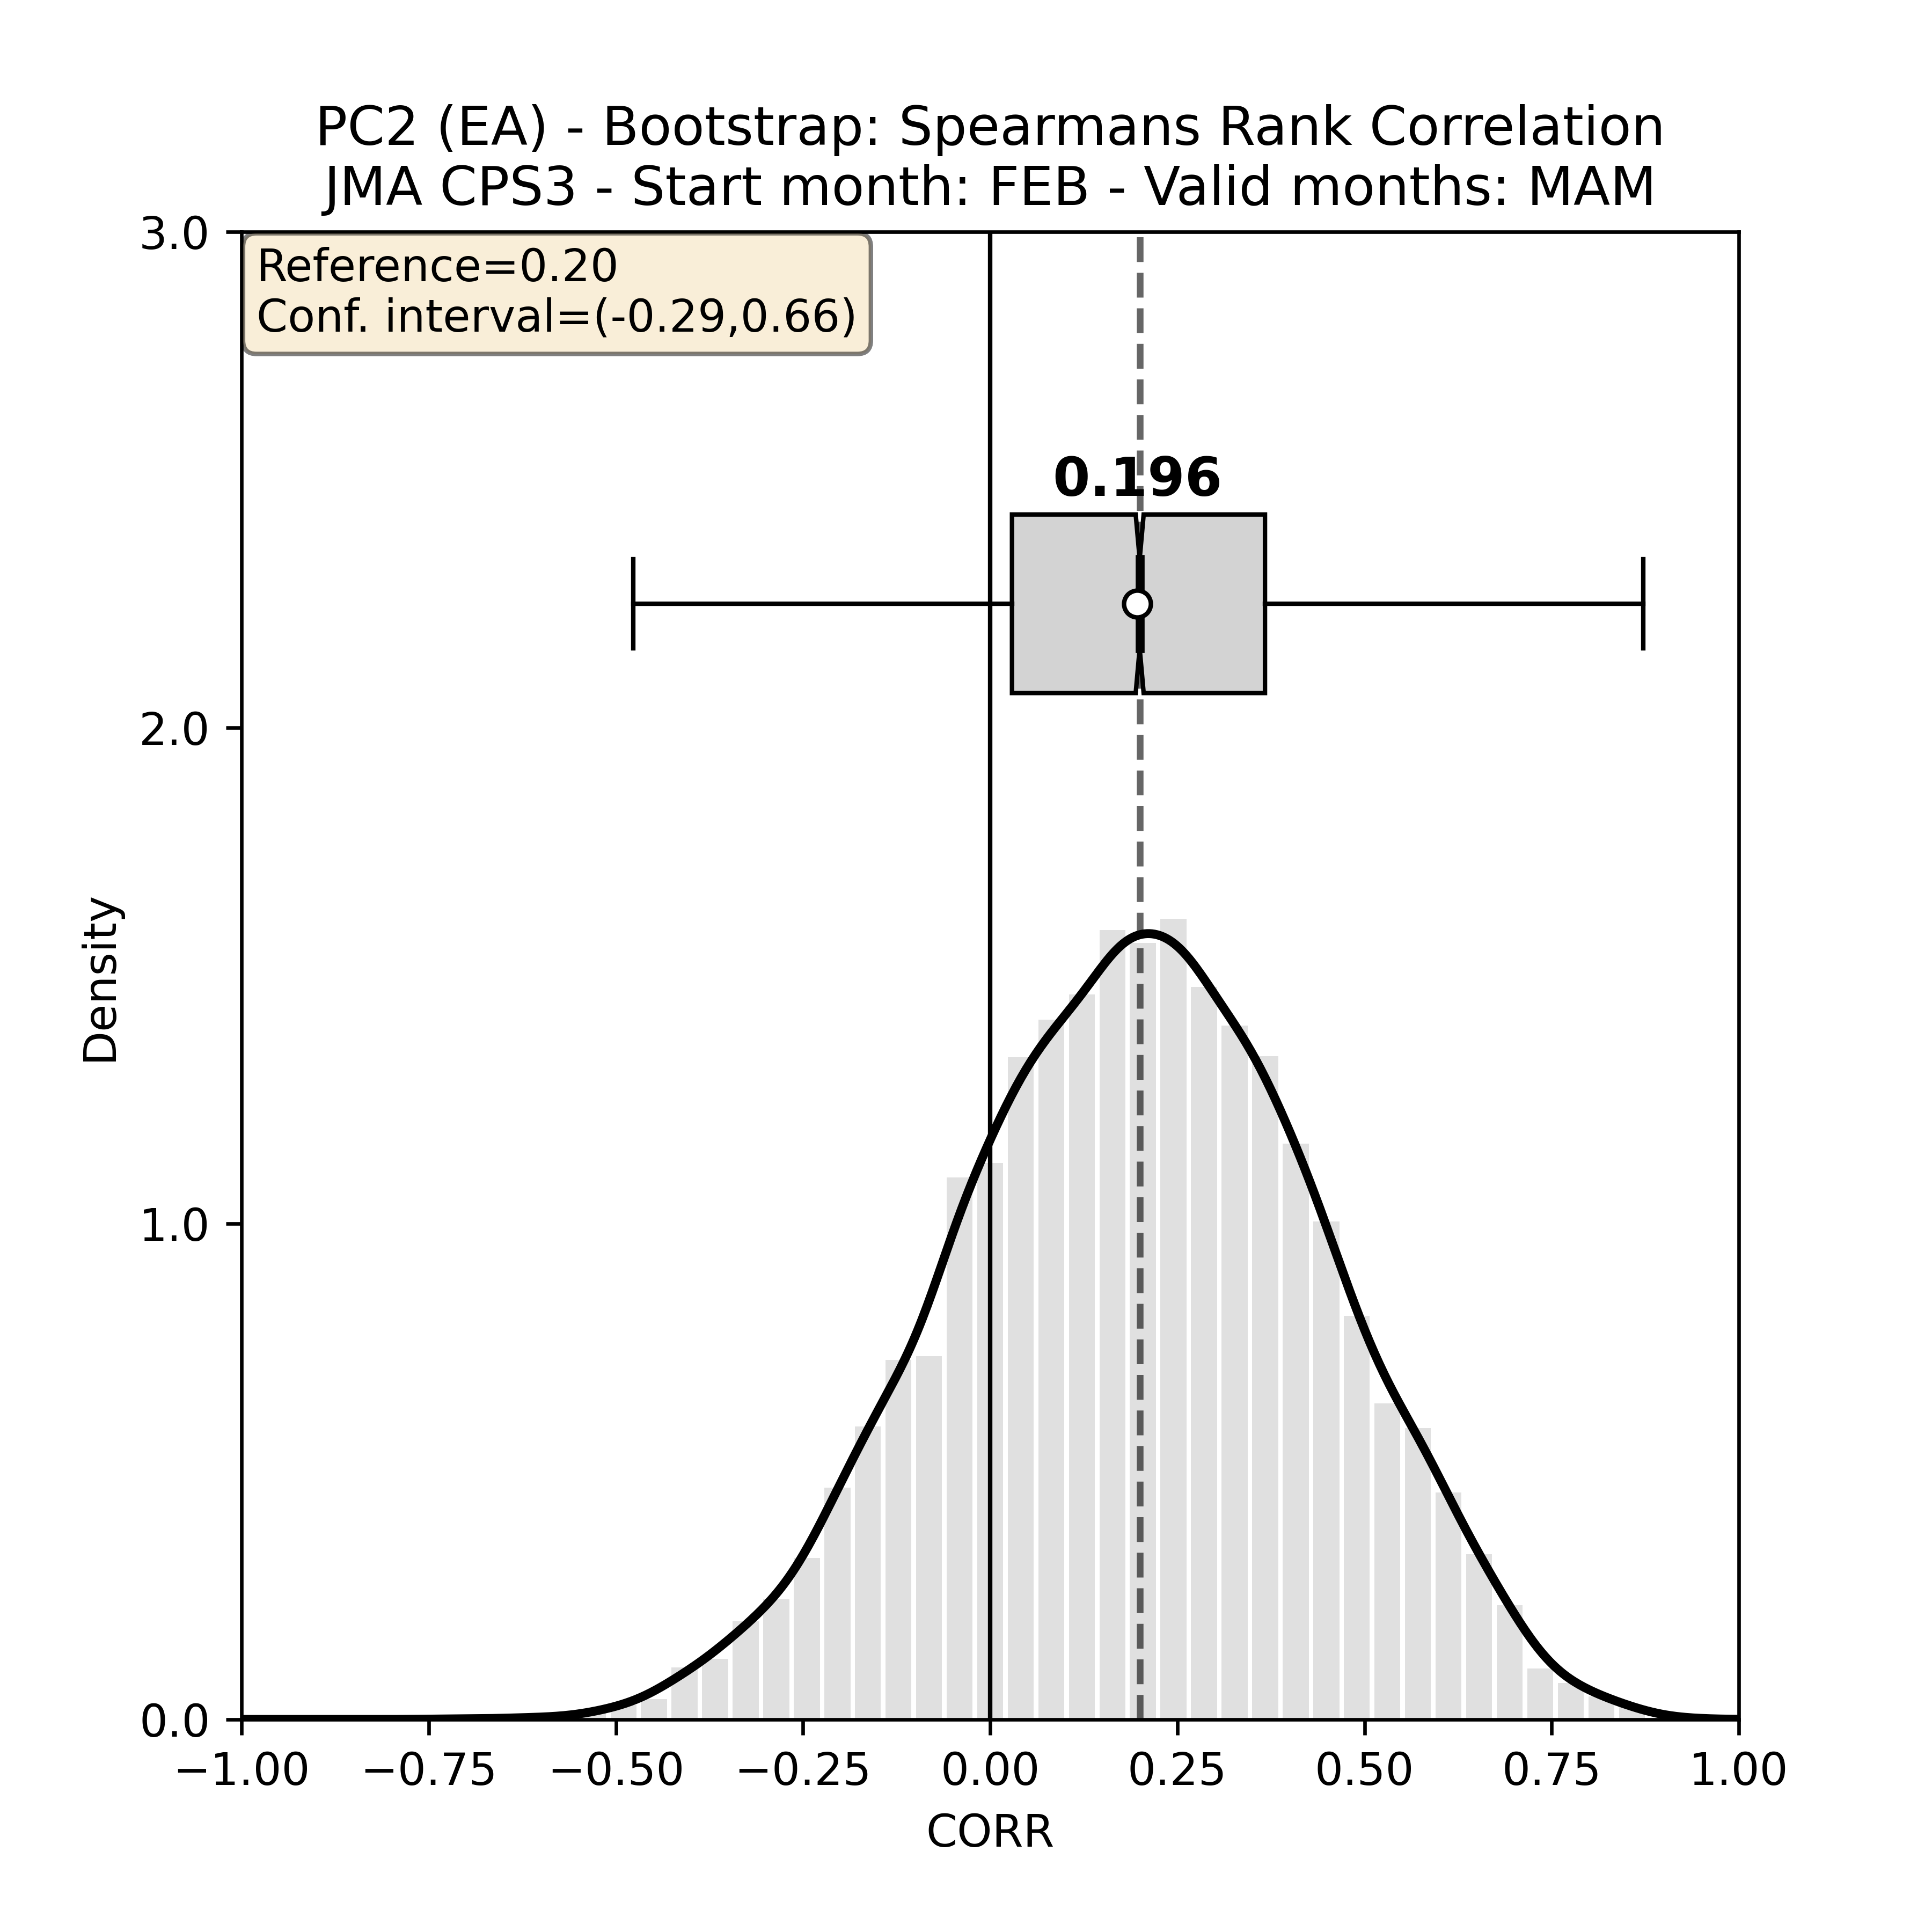 PC2 (EA) - Bootstrap: Spearmans Rank Correlation
JMA CPS3 - Start month: FEB - Valid months: MAM
Reference=0.20
Conf. interval=(-0.29,0.66)
0.196
3.0
2.0
1.0
0.0
Density
−1.00 −0.75 −0.50 −0.25 0.00 0.25 0.50 0.75 1.00
CORR